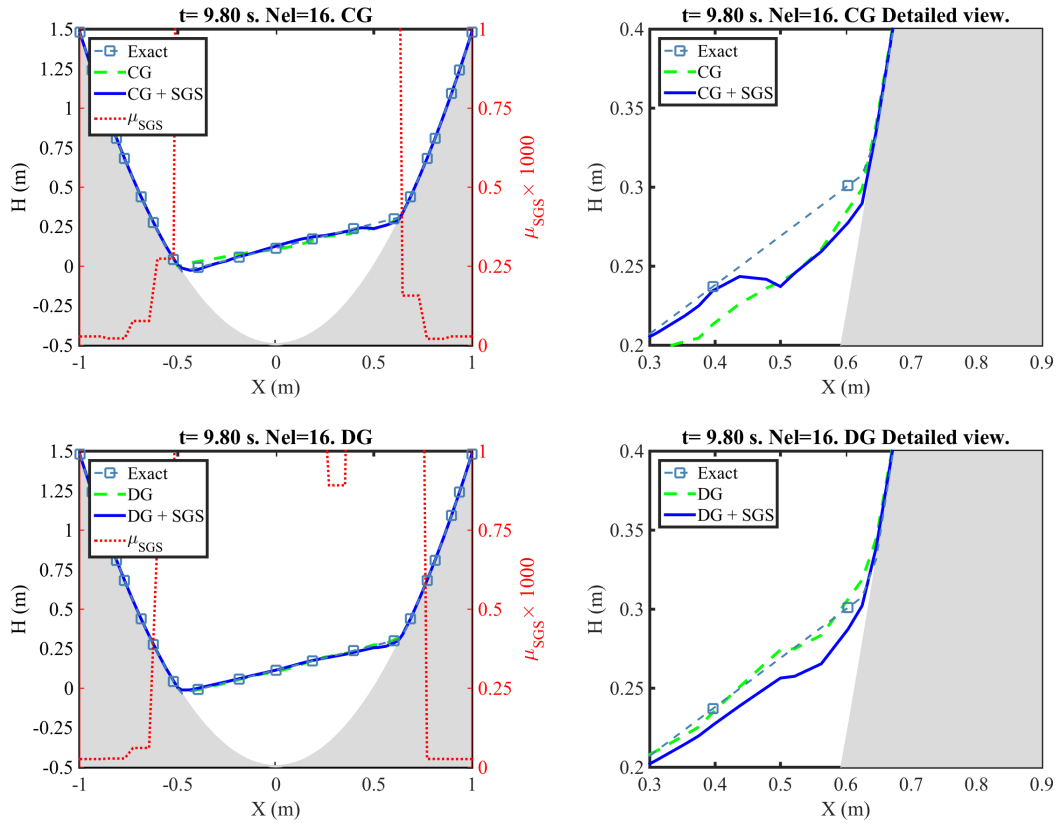 t= 9.80 s. Nel=16. CG
H (m)
1.5
1.25
1
0.75
0.5
0.25
0
-0.25
-0.5
Exact
CG
CG + SGS
μSGS
1
0.75
0.5
0.25
0
μSGS× 1000
-1
-0.5
0
0.5
1
X (m)
t= 9.80 s. Nel=16. CG Detailed view.
H (m)
0.4
0.35
0.3
0.25
0.2
Exact
CG
CG + SGS
0.3
0.4
0.5
0.6
0.7
0.8
0.9
X (m)
t= 9.80 s. Nel=16. DG
H (m)
1.5
1.25
1
0.75
0.5
0.25
0
-0.25
-0.5
Exact
DG
DG + SGS
μSGS
1
0.75
0.5
0.25
0
μSGS× 1000
-1
-0.5
0
0.5
1
X (m)
t= 9.80 s. Nel=16. DG Detailed view.
H (m)
0.4
0.35
0.3
0.25
0.2
Exact
DG
DG + SGS
0.3
0.4
0.5
0.6
0.7
0.8
0.9
X (m)